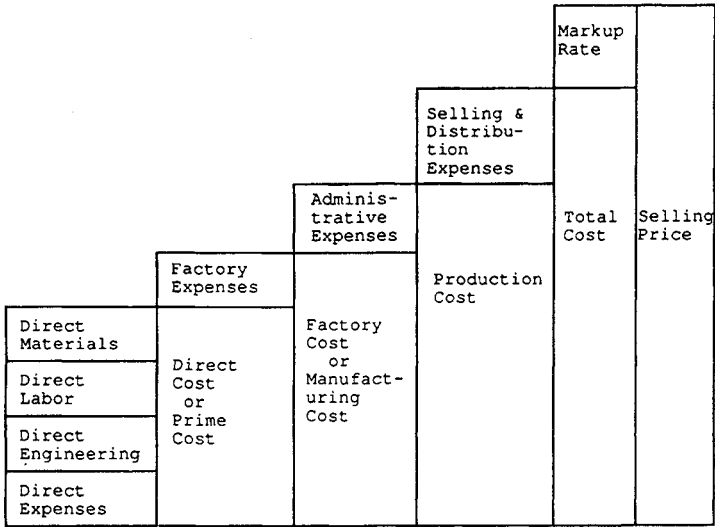 Markup
Rate
Selling &
Distribu-
tion
Expenses
Adminis-
trative
Expenses
Total
Cost
Selling
Price
Factory
Expenses
Production
Cost
Direct
Materials
Factory
Cost
or
Manufact-
uring
Cost
Direct
Cost
or
Prime
Cost
Direct
Labor
Direct
Engineering
Direct
Expenses